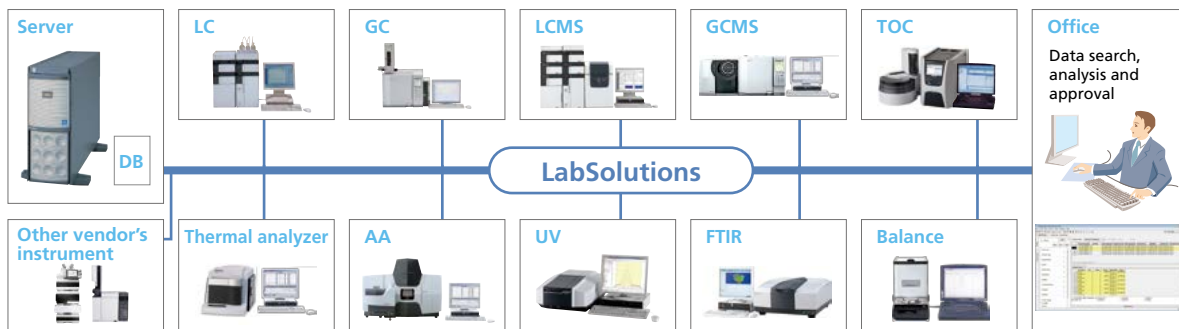 Server
DB
LC
GC
LCMS
GCMS
TOC
Office
Data search,
analysis and
approval
LabSolutions
Other vendor's
instrument
Thermal analyzer
AA
UV
FTIR
Balance